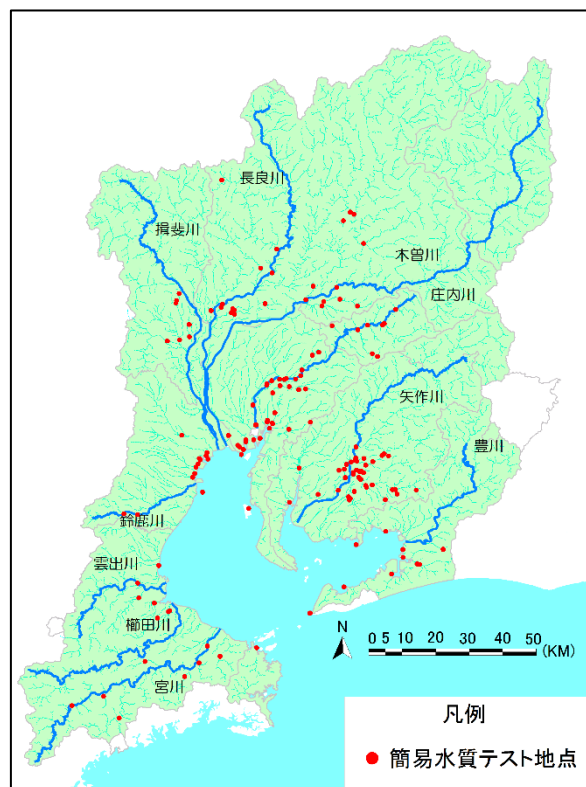 長良川
揖斐川
木曽川
庄内川
矢作川
豊川
鈴鹿川
雲出川
櫛田川
宮川
N
0 5 10 20 30 40 50
(KM)
凡例
簡易水質テスト地点